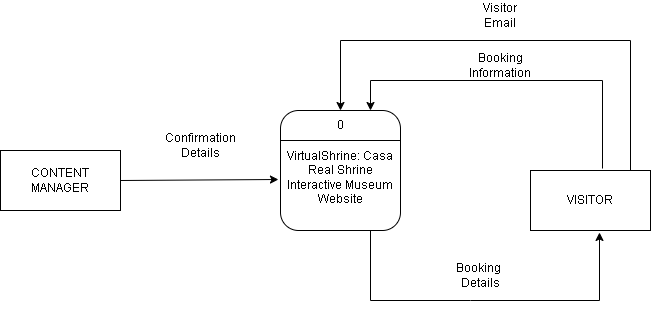 Visitor
Email
Booking
Information
0
Confirmation
Details
VirtualShrine: Casa
Real Shrine
Interactive Museum
Website
CONTENT
MANAGER
VISITOR
Booking
Details